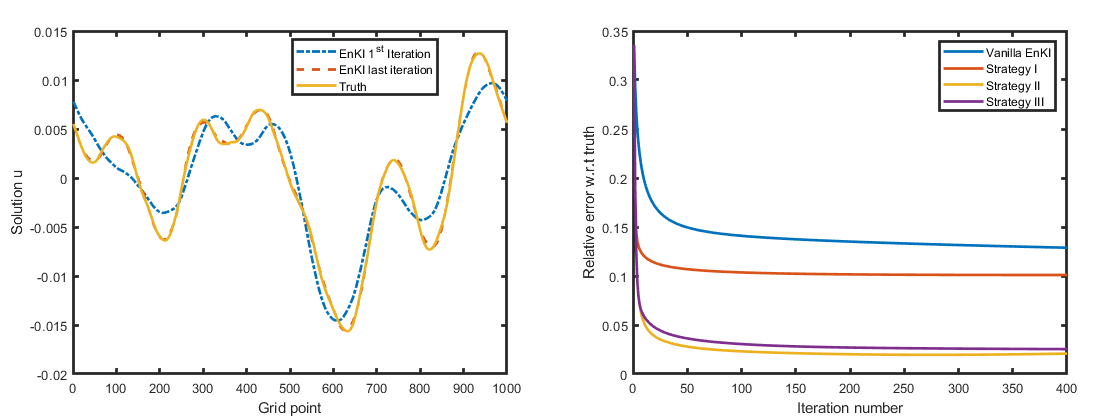 0.015
0.01
0.005
0
-0.005
-0.01
-0.015
-0.02
Solution u
0 100 200 300 400 500 600 700 800 900 1000
Grid point
EnKI 1st Iteration
EnKI last iteration
Truth
0.35
0.3
0.25
0.2
0.15
0.1
0.05
0
Relative error w.r.t truth
0 50 100 150 200 250 300 350 400
Iteration number
Vanilla EnKI
Strategy I
Strategy II
Strategy III